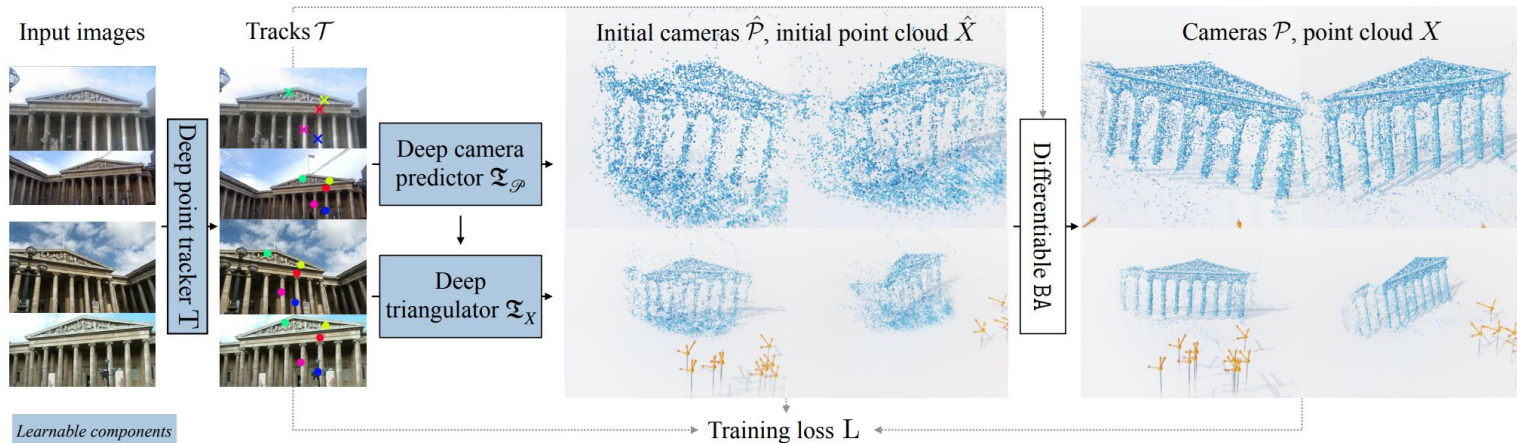 Input images
Tracks 𝒯
Initial cameras 𝒫̂, initial point cloud X̂
Cameras 𝒫, point cloud X
Deep point tracker T
Deep camera
predictor 𝕿𝒫
Deep
triangulator 𝕿X
Differentiable BA
Learnable components
Training loss L